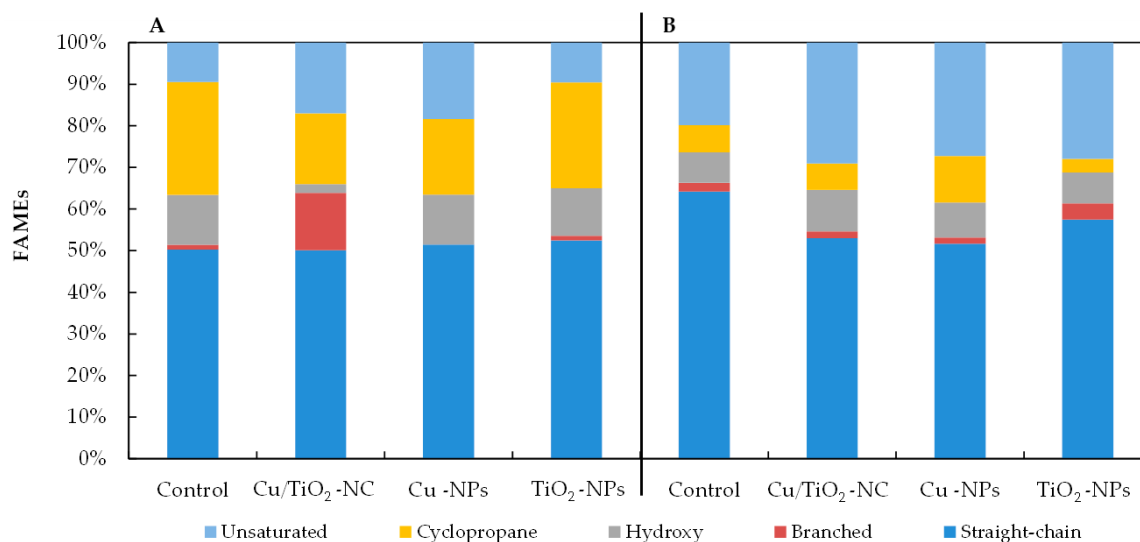 A B
100%
90%
80%
70%
60%
50%
40%
30%
20%
10%
0%
FAMEs
Control Cu/TiO₂-NC Cu -NPs TiO₂-NPs Control Cu/TiO₂-NC Cu -NPs TiO₂-NPs
Unsaturated Cyclopropane Hydroxy Branched Straight-chain